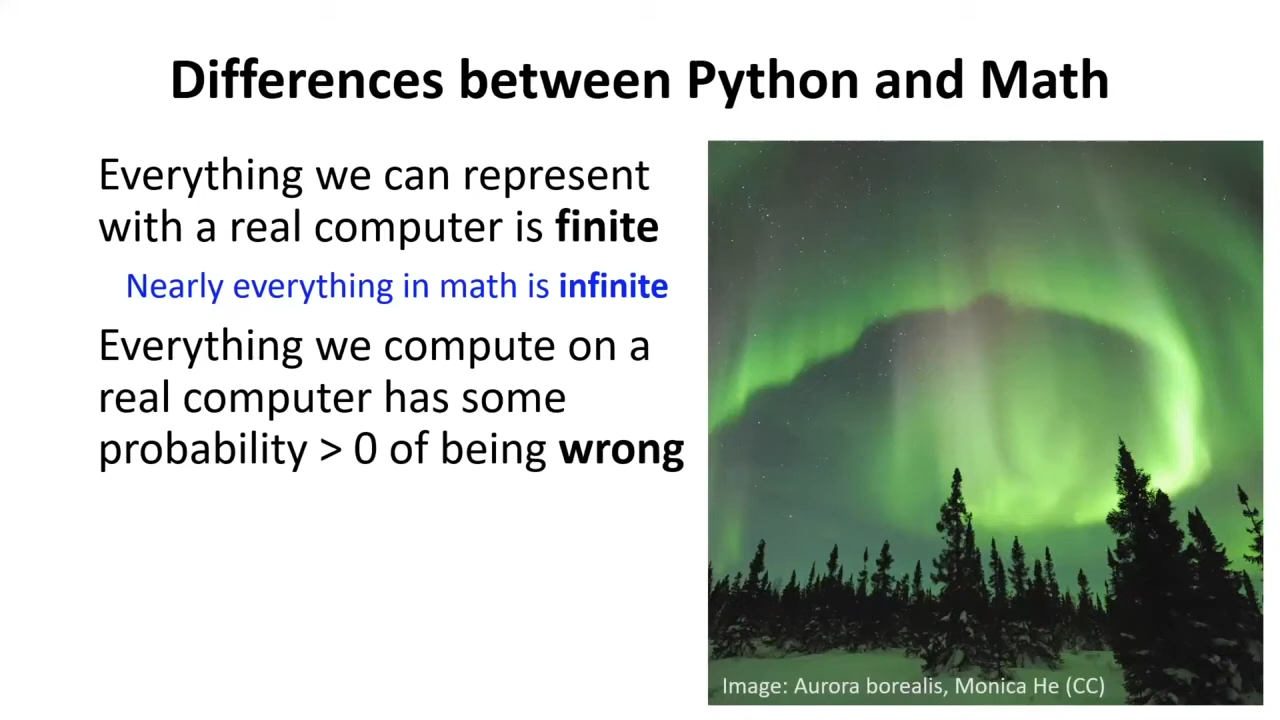 Differences between Python and Math
Everything we can represent
with a real computer is finite
Nearly everything in math is infinite
Everything we compute on a
real computer has some
probability > 0 of being wrong
Image: Aurora borealis, Monica He (CC)